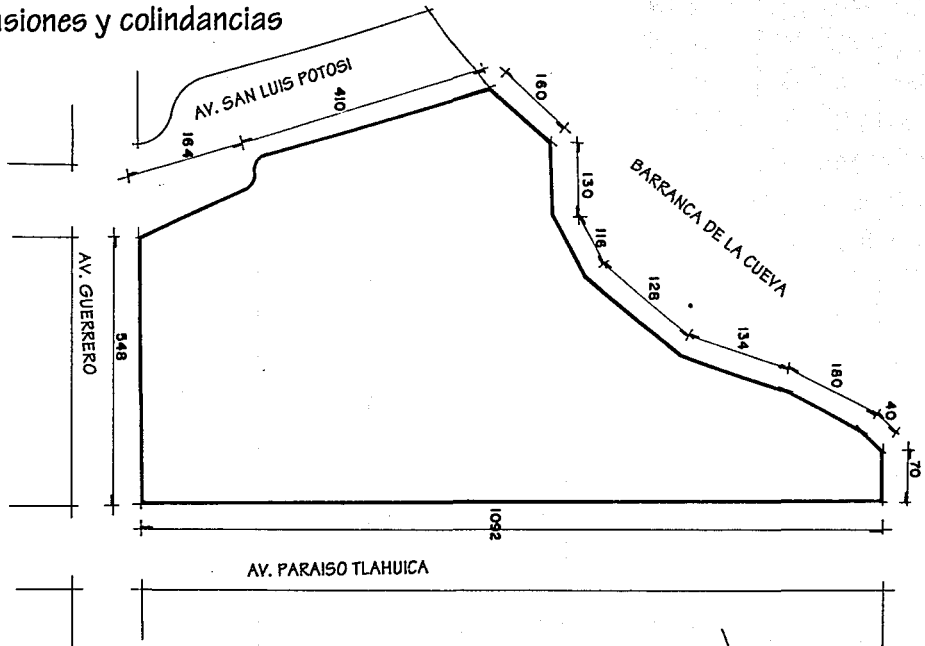 siones y colindancias
AV. SAN LUIS POTOSI
410
164
160
130
116
128
134
180
40
70
BARRANCA DE LA CUEVA
AV. GUERRERO
548
1092
AV. PARAISO TLAHUICA